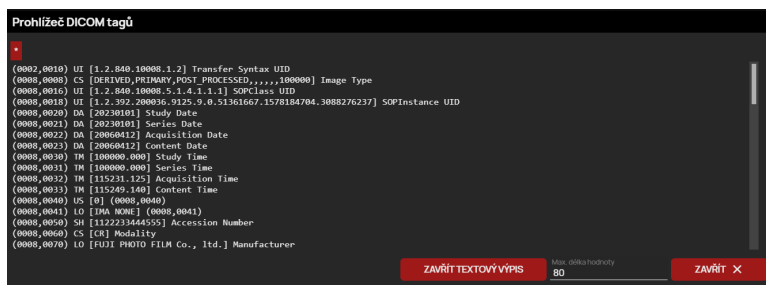 Prohlížeč DICOM tagů
*
(0002,0010) UI [1.2.840.10008.1.2] Transfer Syntax UID
(0008,0008) CS [DERIVED,PRIMARY,POST_PROCESSED,,,,,,100000] Image Type
(0008,0016) UI [1.2.840.10008.5.1.4.1.1.1] SOPClass UID
(0008,0018) UI [1.2.392.200036.9125.9.0.51361667.1578184704.3088276237] SOPInstance UID
(0008,0020) DA [20230101] Study Date
(0008,0021) DA [20230101] Series Date
(0008,0022) DA [20060412] Acquisition Date
(0008,0023) DA [20060412] Content Date
(0008,0030) TM [100000.000] Study Time
(0008,0031) TM [100000.000] Series Time
(0008,0032) TM [115231.125] Acquisition Time
(0008,0033) TM [115249.140] Content Time
(0008,0040) US [0] (0008,0040)
(0008,0041) LO [IMA NONE] (0008,0041)
(0008,0050) SH [1122233444555] Accession Number
(0008,0060) CS [CR] Modality
(0008,0070) LO [FUJI PHOTO FILM Co., ltd.] Manufacturer
ZAVŘÍT TEXTOVÝ VÝPIS
Max. délka hodnoty
80
ZAVŘÍT ✕